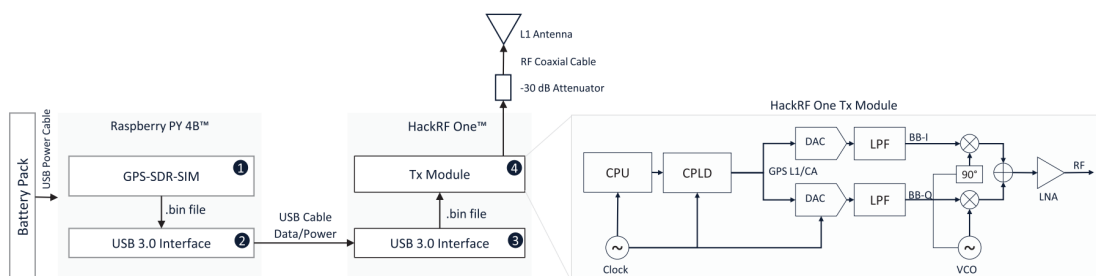 L1 Antenna
RF Coaxial Cable
-30 dB Attenuator
Battery Pack
USB Power Cable
Raspberry PY 4B™
GPS-SDR-SIM
1
.bin file
USB 3.0 Interface
2
USB Cable
Data/Power
HackRF One™
Tx Module
4
.bin file
USB 3.0 Interface
3
HackRF One Tx Module
CPU
CPLD
GPS L1/CA
DAC
LPF
BB-I
90°
DAC
LPF
BB-Q
LNA
RF
~
Clock
~
VCO